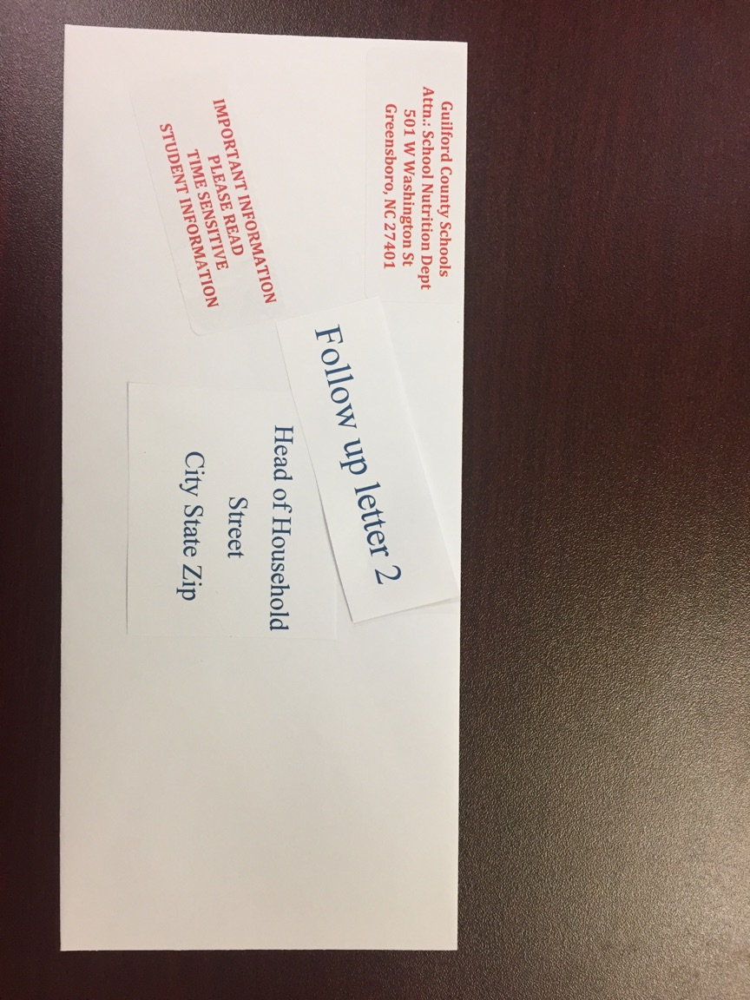 Guilford County Schools
Attn.: School Nutrition Dept
501 W Washington St
Greensboro, NC 27401
IMPORTANT INFORMATION
PLEASE READ
TIME SENSITIVE
STUDENT INFORMATION
Follow up letter 2
Head of Household
Street
City State Zip